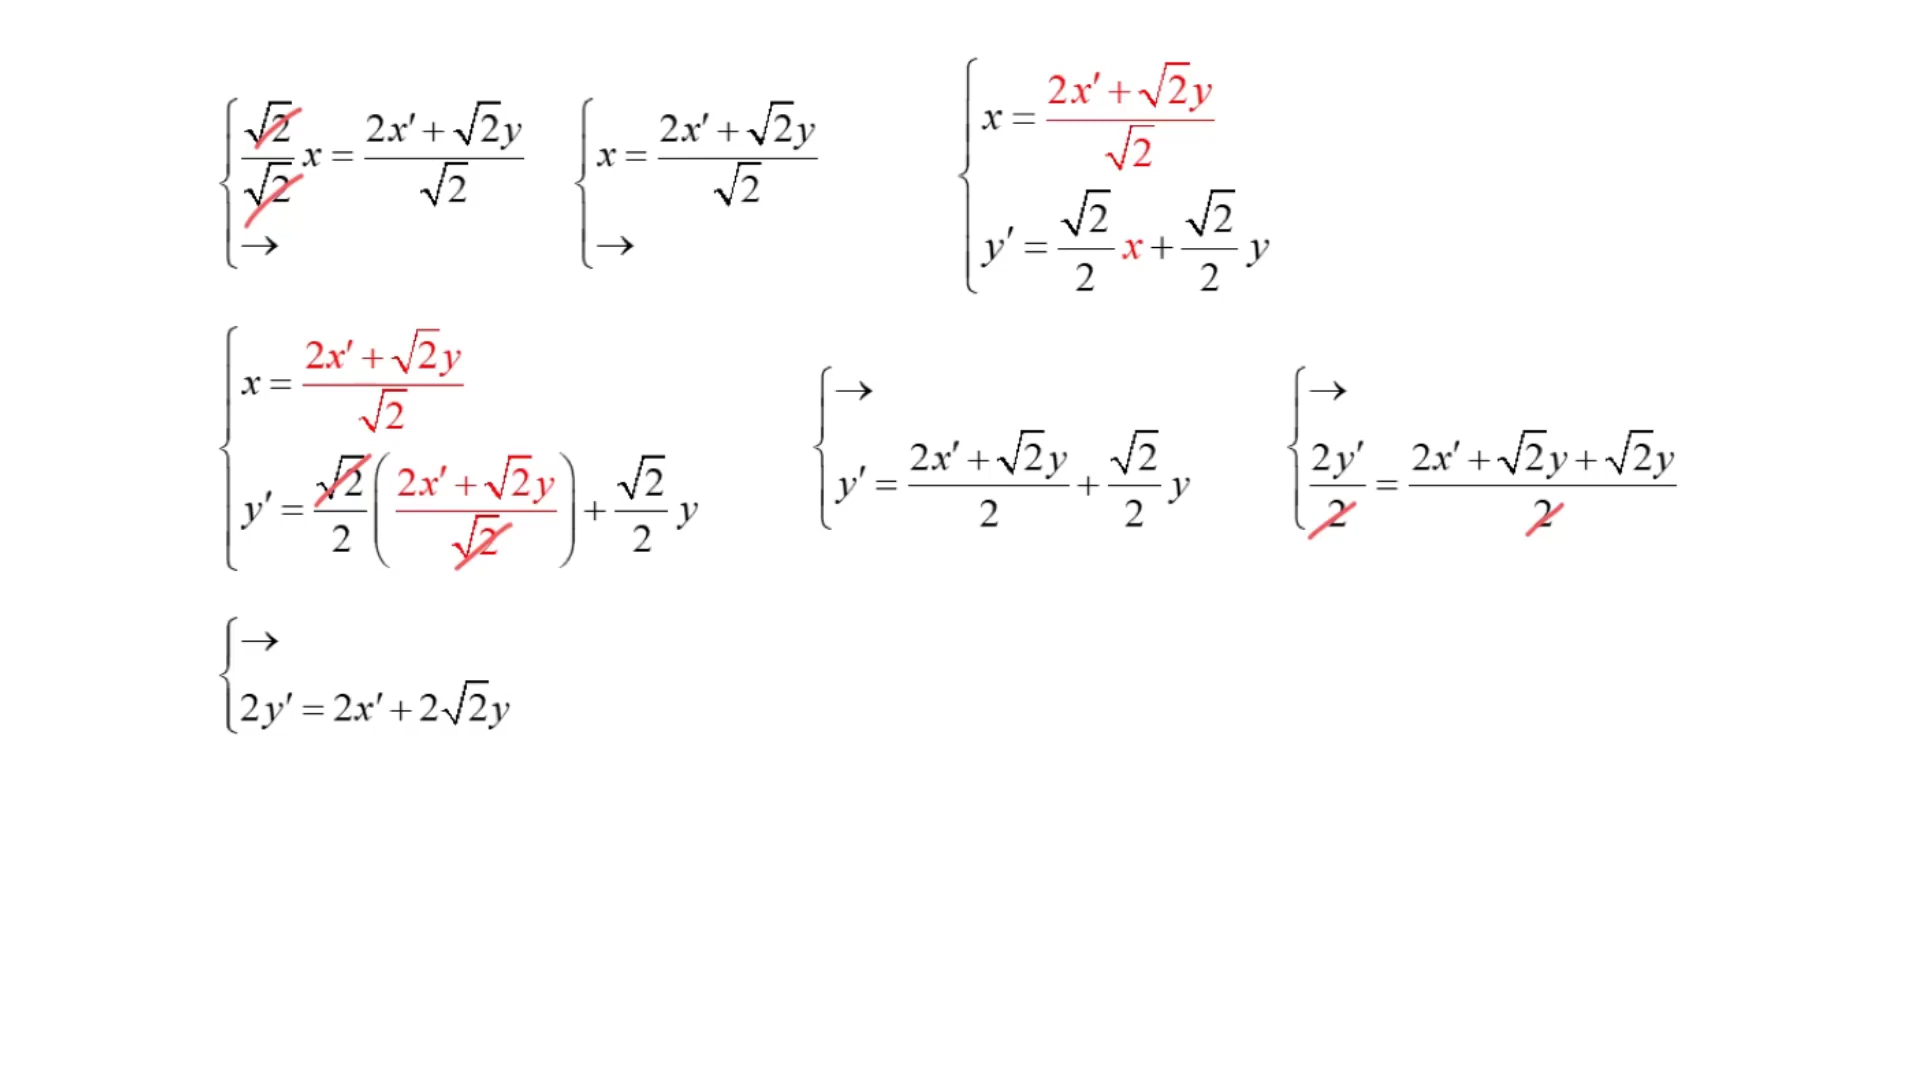 { √2/√2 x = (2x′ + √2y)/√2
→
{ x = (2x′ + √2y)/√2
→
{ x = (2x′ + √2y)/√2
y′ = √2/2 x + √2/2 y
{ x = (2x′ + √2y)/√2
y′ = √2/2 ((2x′ + √2y)/√2) + √2/2 y
{ →
y′ = (2x′ + √2y)/2 + √2/2 y
{ →
2y′/2 = (2x′ + √2y + √2y)/2
{ →
2y′ = 2x′ + 2√2y